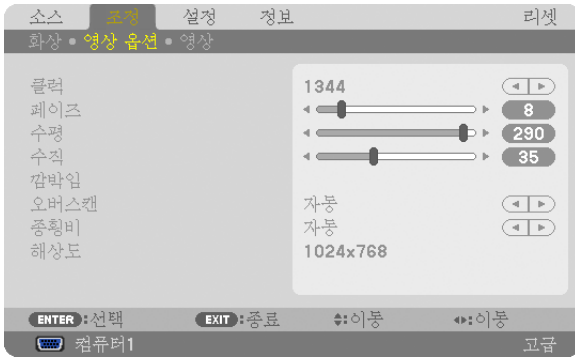 소스 조정 설정 정보 리셋
화상 • 영상 옵션 • 영상
클럭 1344
페이즈 8
수평 290
수직 35
깜박임
오버스캔 자동
종횡비 자동
해상도 1024x768
ENTER :선택 EXIT :종료 :이동 :이동
컴퓨터1 고급